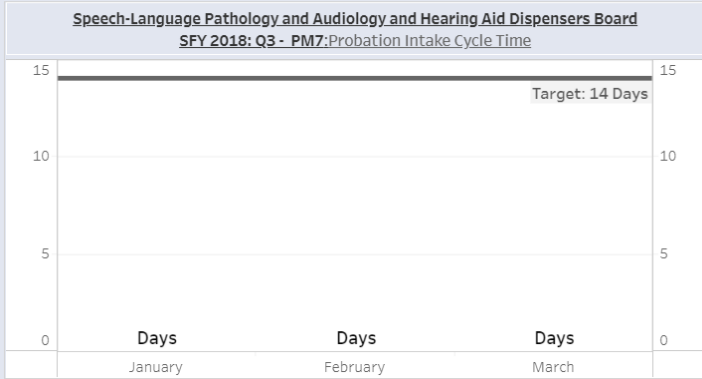 Speech-Language Pathology and Audiology and Hearing Aid Dispensers Board
SFY 2018: Q3 - PM7:Probation Intake Cycle Time
15 15
Target: 14 Days
10 10
5 5
0 Days Days Days 0
January February March